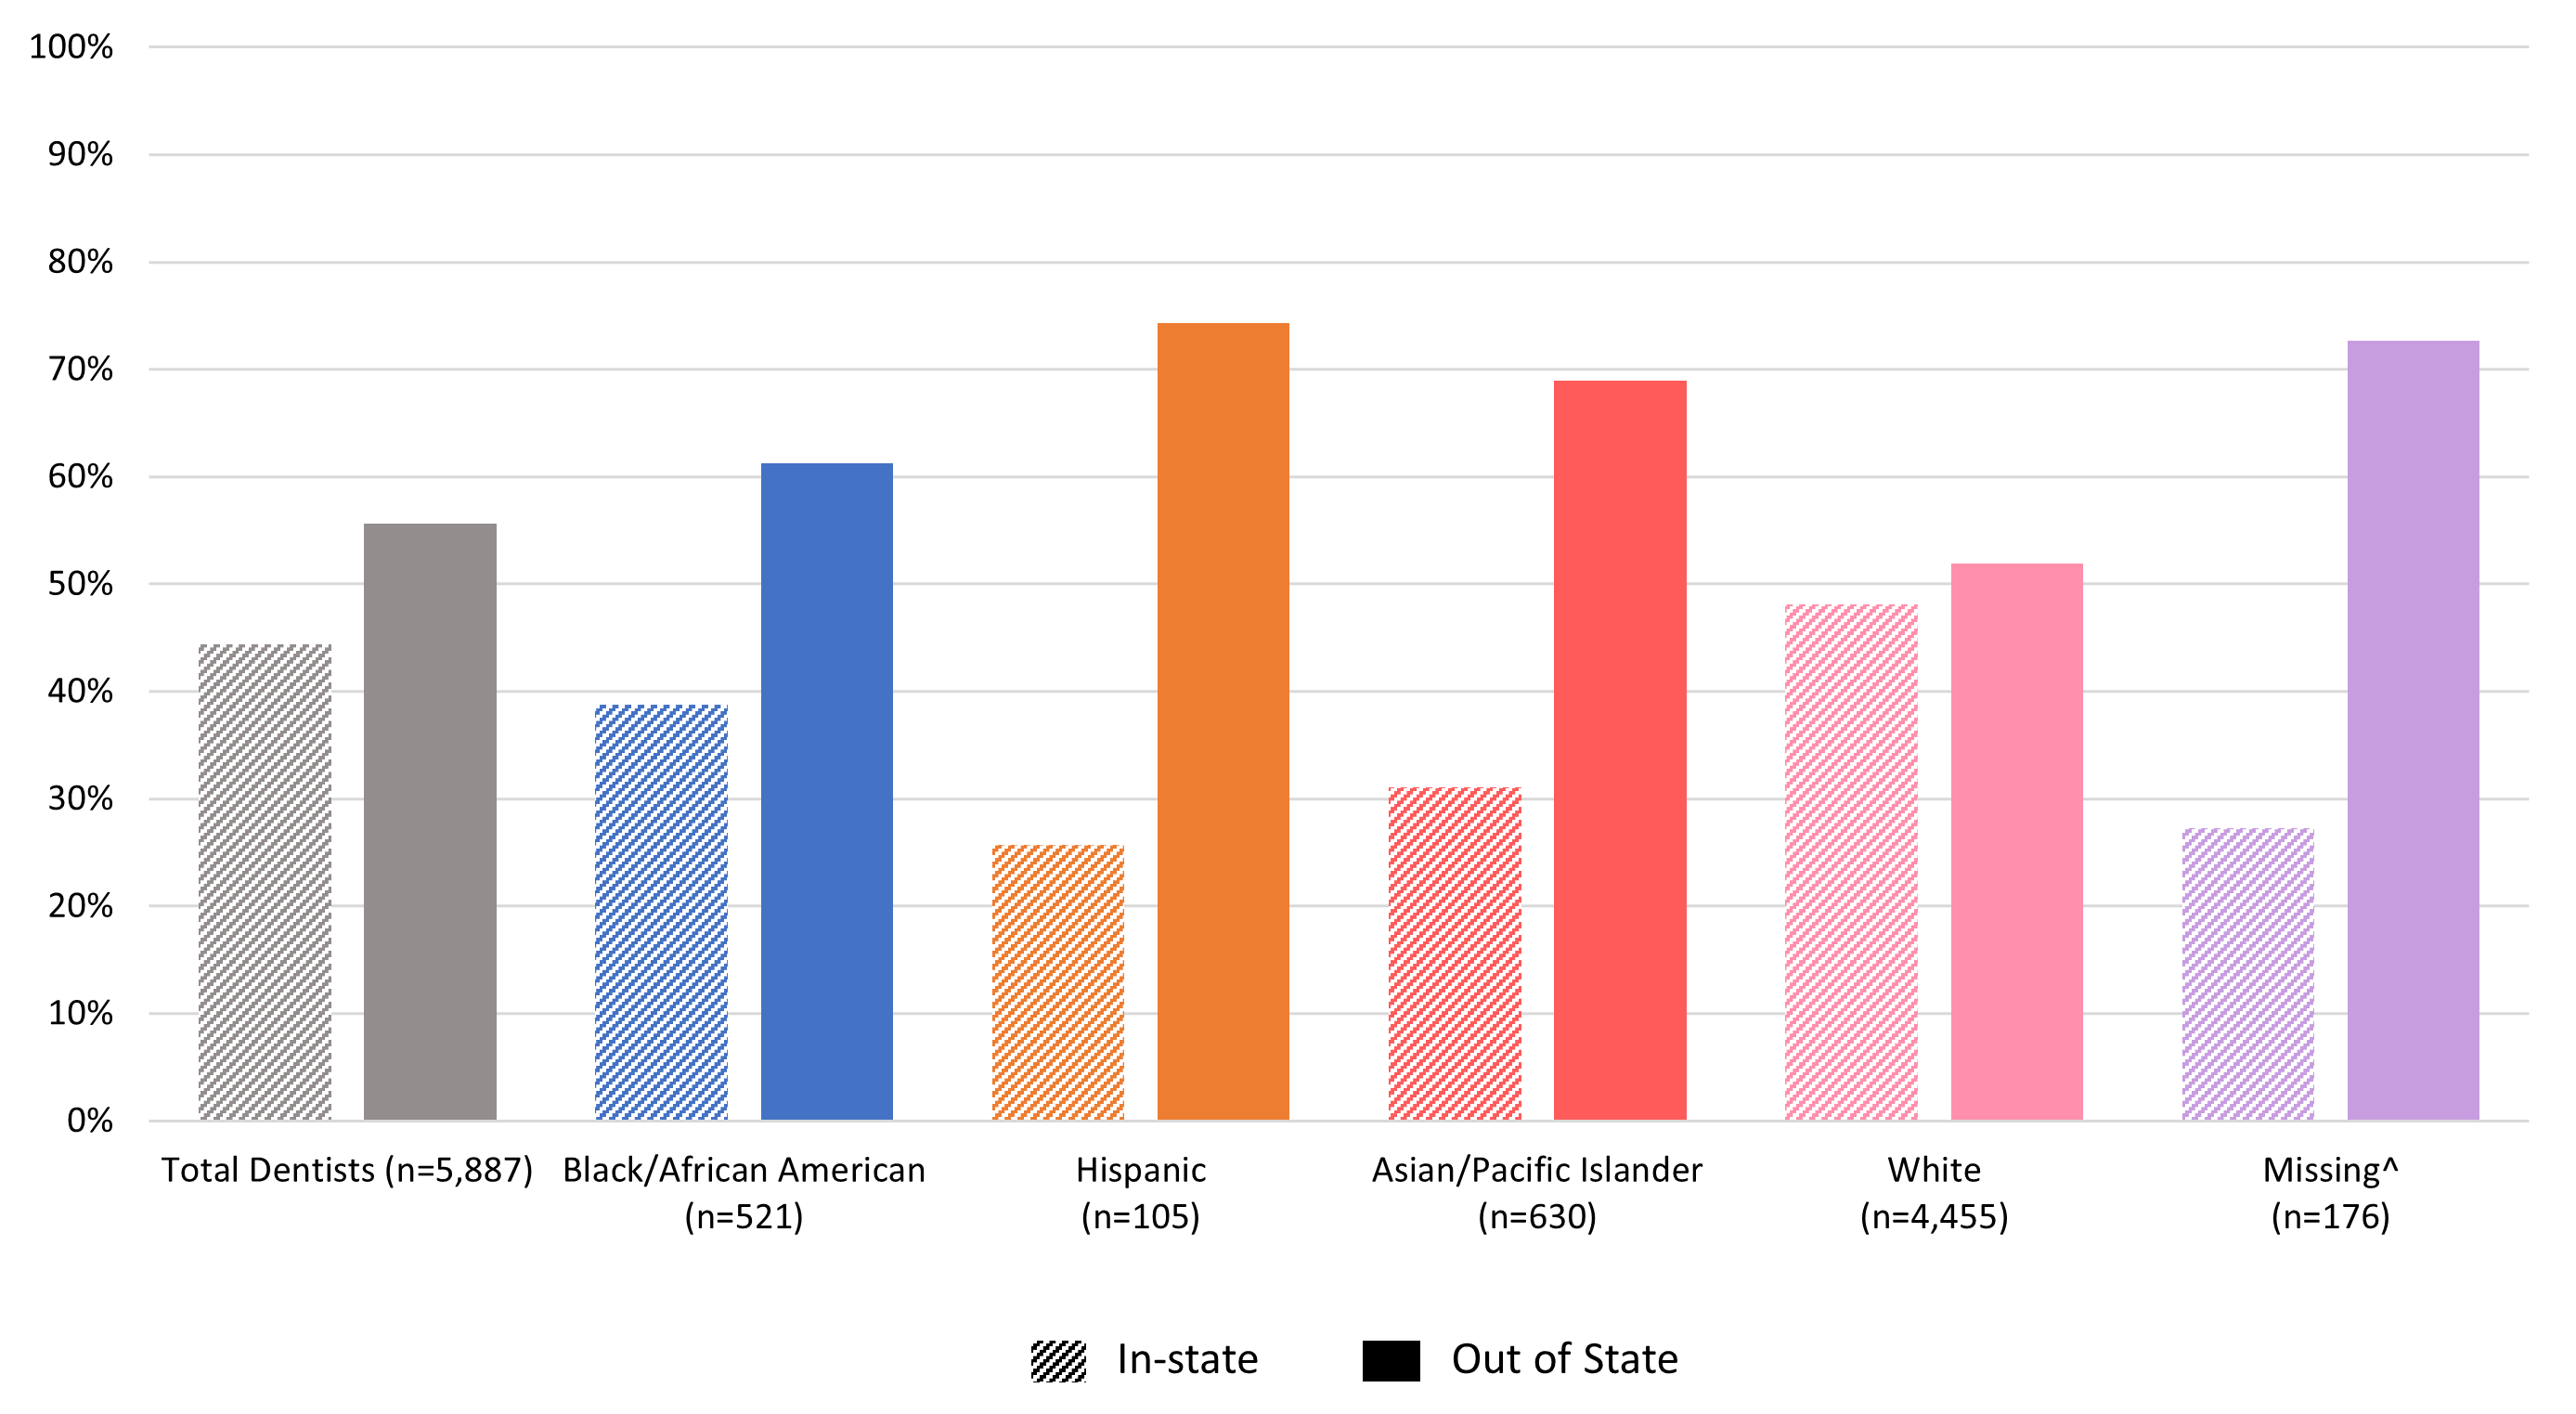 100%
90%
80%
70%
60%
50%
40%
30%
20%
10%
0%
Total Dentists (n=5,887)
Black/African American
(n=521)
Hispanic
(n=105)
Asian/Pacific Islander
(n=630)
White
(n=4,455)
Missing^
(n=176)
In-state
Out of State